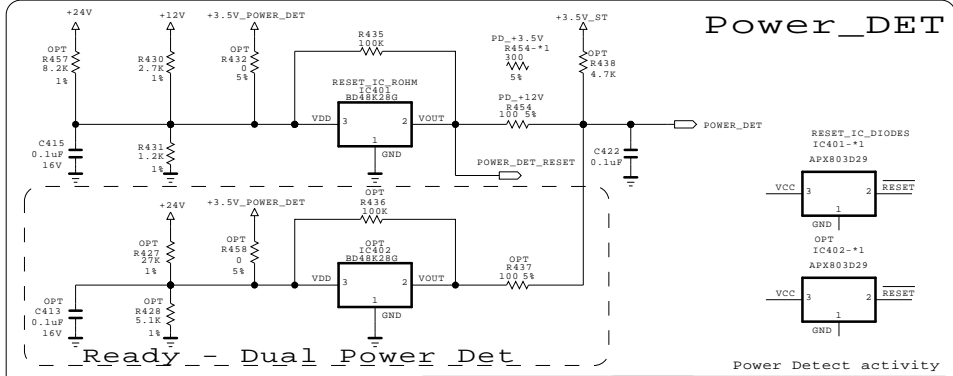 Power_DET
+24V
+12V
+3.5V_POWER_DET
+3.5V_ST
OPT
R457
8.2K
1%
R430
2.7K
1%
OPT
R432
0
5%
R435
100K
PD_+3.5V
R454-*1
300
5%
OPT
R438
4.7K
RESET_IC_ROHM
IC401
BD48K28G
VDD
3
2
VOUT
1
GND
PD_+12V
R454
100 5%
POWER_DET
POWER_DET_RESET
C415
0.1uF
16V
R431
1.2K
1%
C422
0.1uF
RESET_IC_DIODES
IC401-*1
APX803D29
VCC
3
2
RESET
1
GND
+24V
+3.5V_POWER_DET
OPT
R427
27K
1%
OPT
R458
0
5%
OPT
R436
100K
OPT
IC402
BD48K28G
VDD
3
2
VOUT
1
GND
OPT
R437
100 5%
OPT
C413
0.1uF
16V
OPT
R428
5.1K
1%
OPT
IC402-*1
APX803D29
VCC
3
2
RESET
1
GND
Ready - Dual Power Det
Power Detect activity